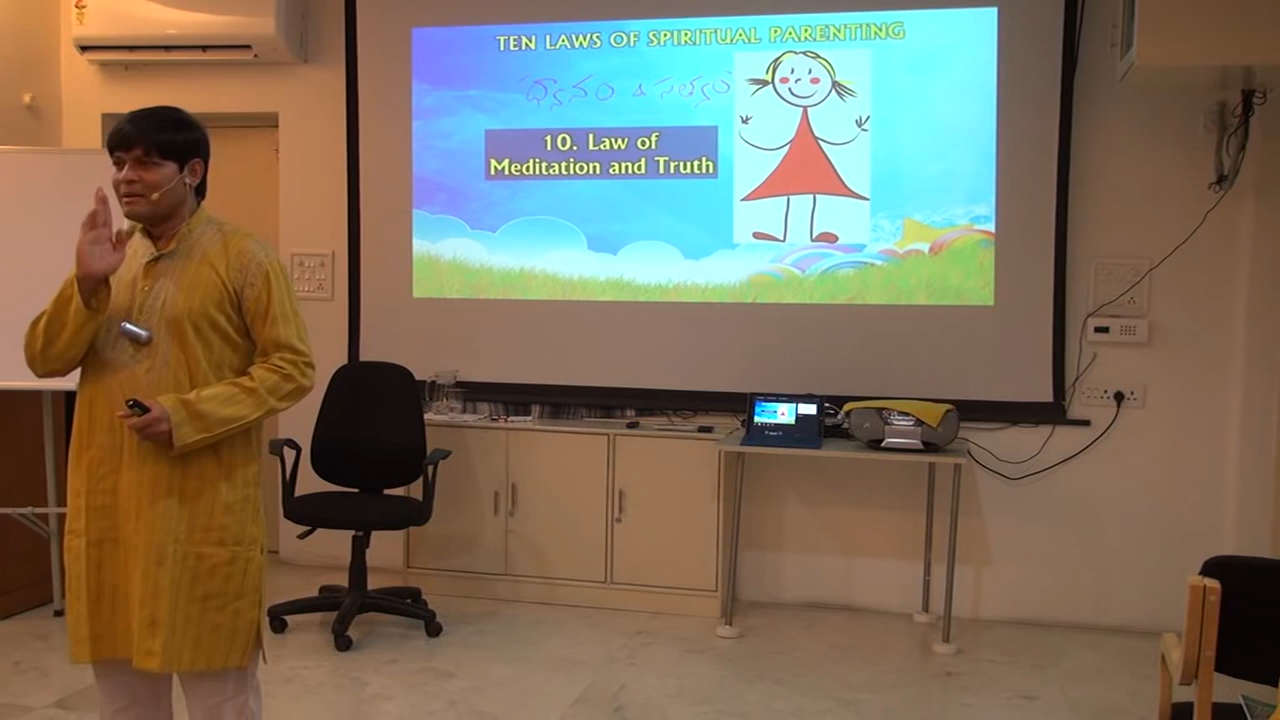 TEN LAWS OF SPIRITUAL PARENTING
ధ్యానం & సత్యం
10. Law of
Meditation and Truth